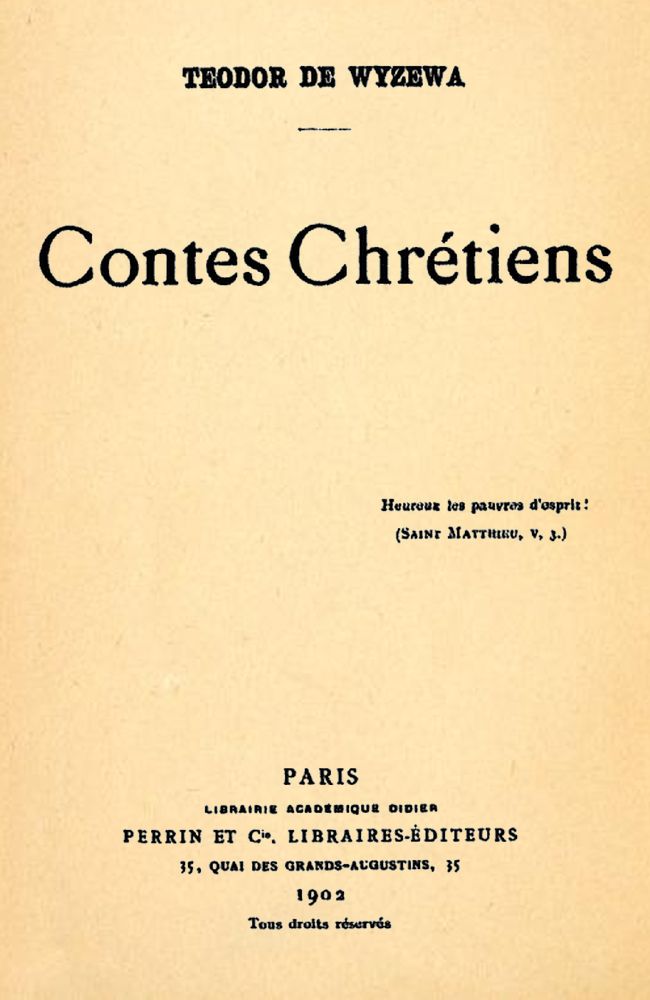 TEODOR DE WYZEWA
Contes Chrétiens
Heureux les pauvres d'esprit!
(SAINT MATTHIEU, V, 3.)
PARIS
LIBRAIRIE ACADÉMIQUE DIDIER
PERRIN ET Cie, LIBRAIRES-ÉDITEURS
35, QUAI DES GRANDS-AUGUSTINS, 35
1902
Tous droits réservés